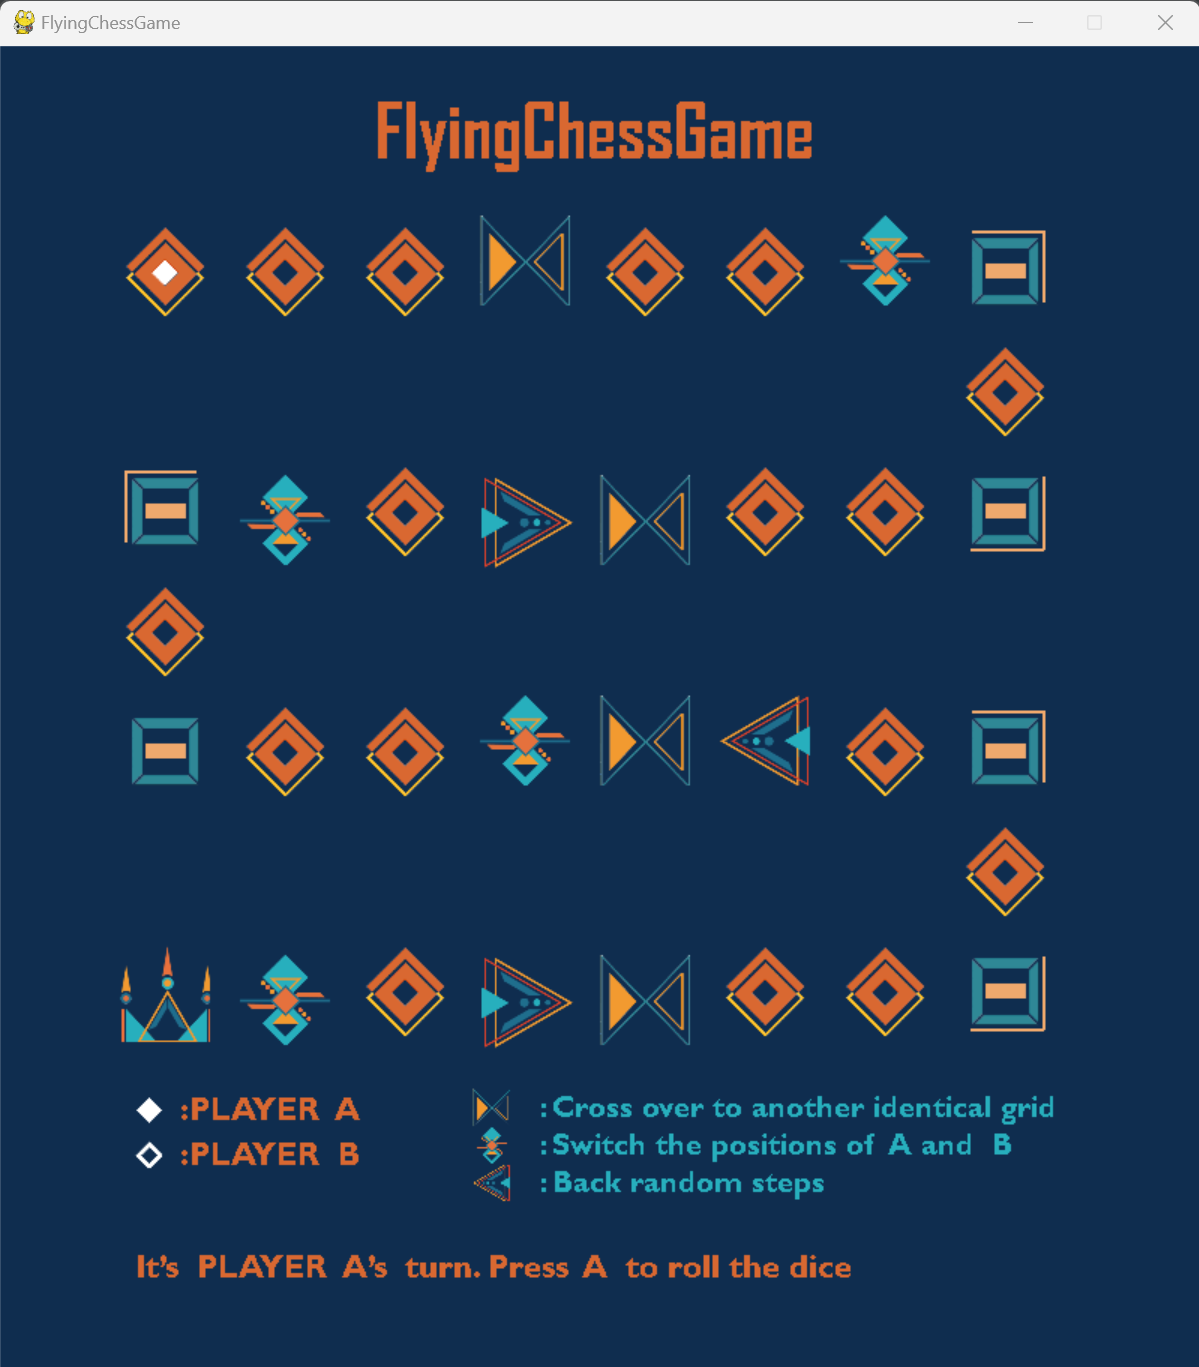 FlyingChessGame
FlyingChessGame
:PLAYER A
:PLAYER B
:Cross over to another identical grid
:Switch the positions of A and B
:Back random steps
It's PLAYER A's turn. Press A to roll the dice